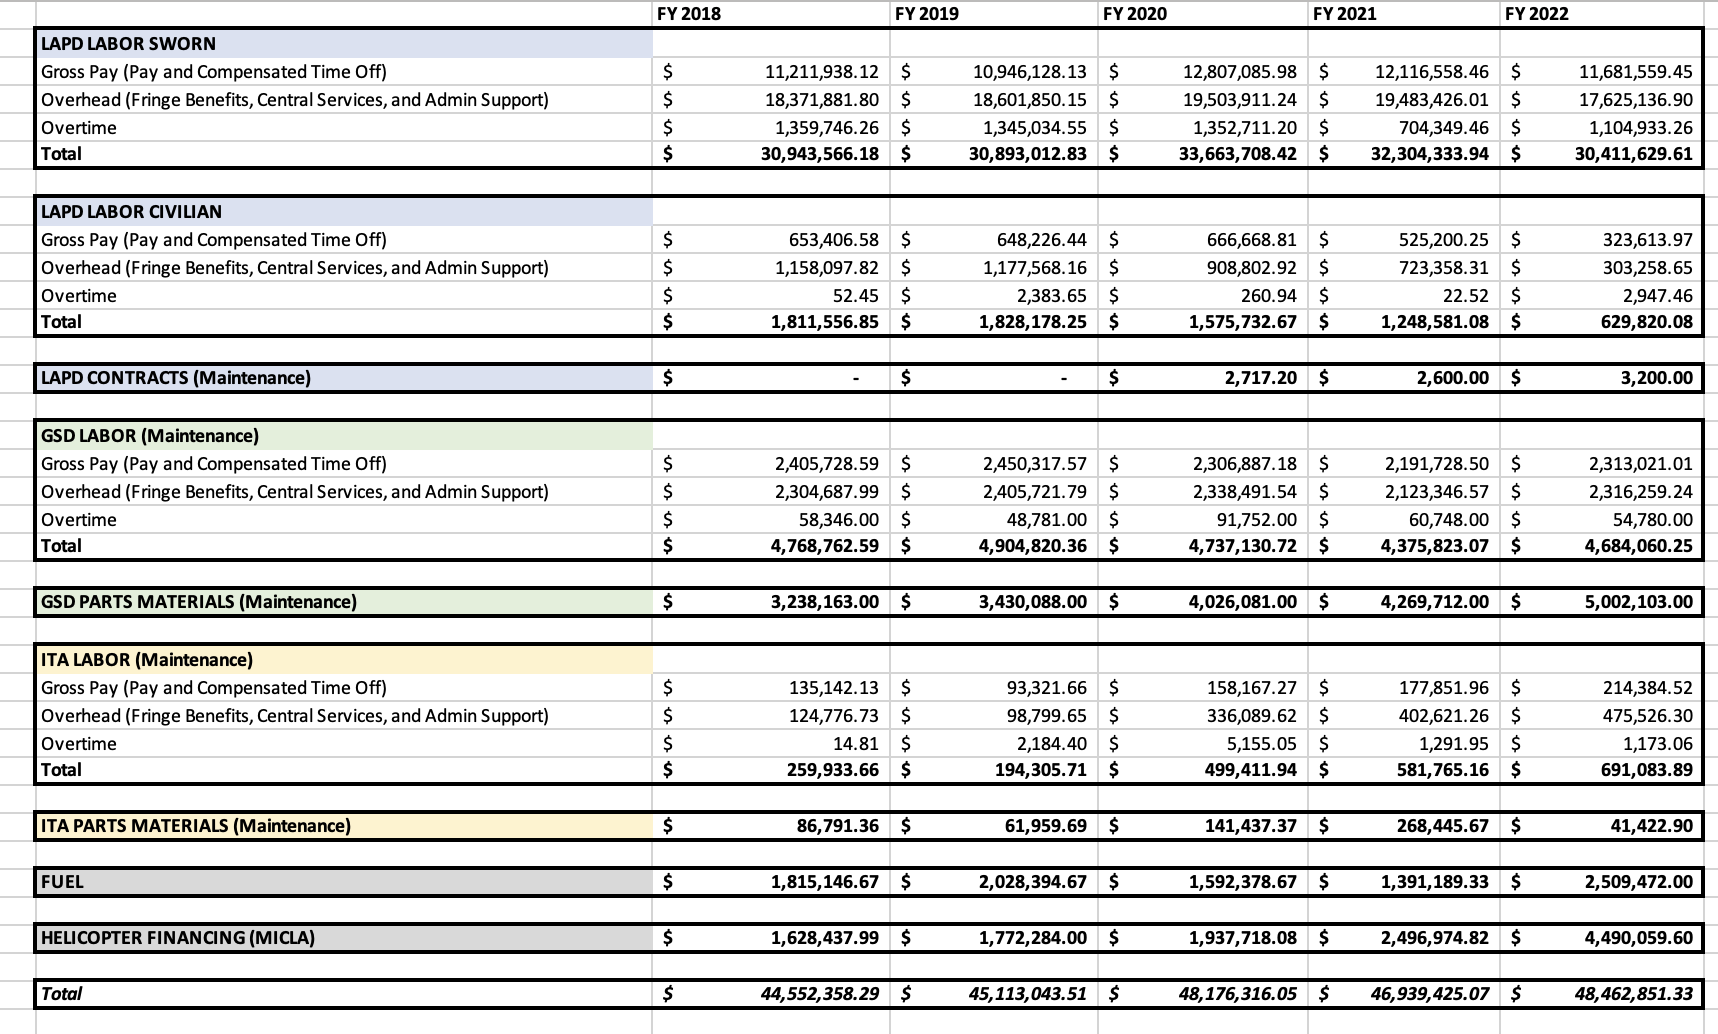 FY 2018 FY 2019 FY 2020 FY 2021 FY 2022
LAPD LABOR SWORN
Gross Pay (Pay and Compensated Time Off) $ 11,211,938.12 $ 10,946,128.13 $ 12,807,085.98 $ 12,116,558.46 $ 11,681,559.45
Overhead (Fringe Benefits, Central Services, and Admin Support) $ 18,371,881.80 $ 18,601,850.15 $ 19,503,911.24 $ 19,483,426.01 $ 17,625,136.90
Overtime $ 1,359,746.26 $ 1,345,034.55 $ 1,352,711.20 $ 704,349.46 $ 1,104,933.26
Total $ 30,943,566.18 $ 30,893,012.83 $ 33,663,708.42 $ 32,304,333.94 $ 30,411,629.61
LAPD LABOR CIVILIAN
Gross Pay (Pay and Compensated Time Off) $ 653,406.58 $ 648,226.44 $ 666,668.81 $ 525,200.25 $ 323,613.97
Overhead (Fringe Benefits, Central Services, and Admin Support) $ 1,158,097.82 $ 1,177,568.16 $ 908,802.92 $ 723,358.31 $ 303,258.65
Overtime $ 52.45 $ 2,383.65 $ 260.94 $ 22.52 $ 2,947.46
Total $ 1,811,556.85 $ 1,828,178.25 $ 1,575,732.67 $ 1,248,581.08 $ 629,820.08
LAPD CONTRACTS (Maintenance) $ - $ - $ 2,717.20 $ 2,600.00 $ 3,200.00
GSD LABOR (Maintenance)
Gross Pay (Pay and Compensated Time Off) $ 2,405,728.59 $ 2,450,317.57 $ 2,306,887.18 $ 2,191,728.50 $ 2,313,021.01
Overhead (Fringe Benefits, Central Services, and Admin Support) $ 2,304,687.99 $ 2,405,721.79 $ 2,338,491.54 $ 2,123,346.57 $ 2,316,259.24
Overtime $ 58,346.00 $ 48,781.00 $ 91,752.00 $ 60,748.00 $ 54,780.00
Total $ 4,768,762.59 $ 4,904,820.36 $ 4,737,130.72 $ 4,375,823.07 $ 4,684,060.25
GSD PARTS MATERIALS (Maintenance) $ 3,238,163.00 $ 3,430,088.00 $ 4,026,081.00 $ 4,269,712.00 $ 5,002,103.00
ITA LABOR (Maintenance)
Gross Pay (Pay and Compensated Time Off) $ 135,142.13 $ 93,321.66 $ 158,167.27 $ 177,851.96 $ 214,384.52
Overhead (Fringe Benefits, Central Services, and Admin Support) $ 124,776.73 $ 98,799.65 $ 336,089.62 $ 402,621.26 $ 475,526.30
Overtime $ 14.81 $ 2,184.40 $ 5,155.05 $ 1,291.95 $ 1,173.06
Total $ 259,933.66 $ 194,305.71 $ 499,411.94 $ 581,765.16 $ 691,083.89
ITA PARTS MATERIALS (Maintenance) $ 86,791.36 $ 61,959.69 $ 141,437.37 $ 268,445.67 $ 41,422.90
FUEL $ 1,815,146.67 $ 2,028,394.67 $ 1,592,378.67 $ 1,391,189.33 $ 2,509,472.00
HELICOPTER FINANCING (MICLA) $ 1,628,437.99 $ 1,772,284.00 $ 1,937,718.08 $ 2,496,974.82 $ 4,490,059.60
Total $ 44,552,358.29 $ 45,113,043.51 $ 48,176,316.05 $ 46,939,425.07 $ 48,462,851.33